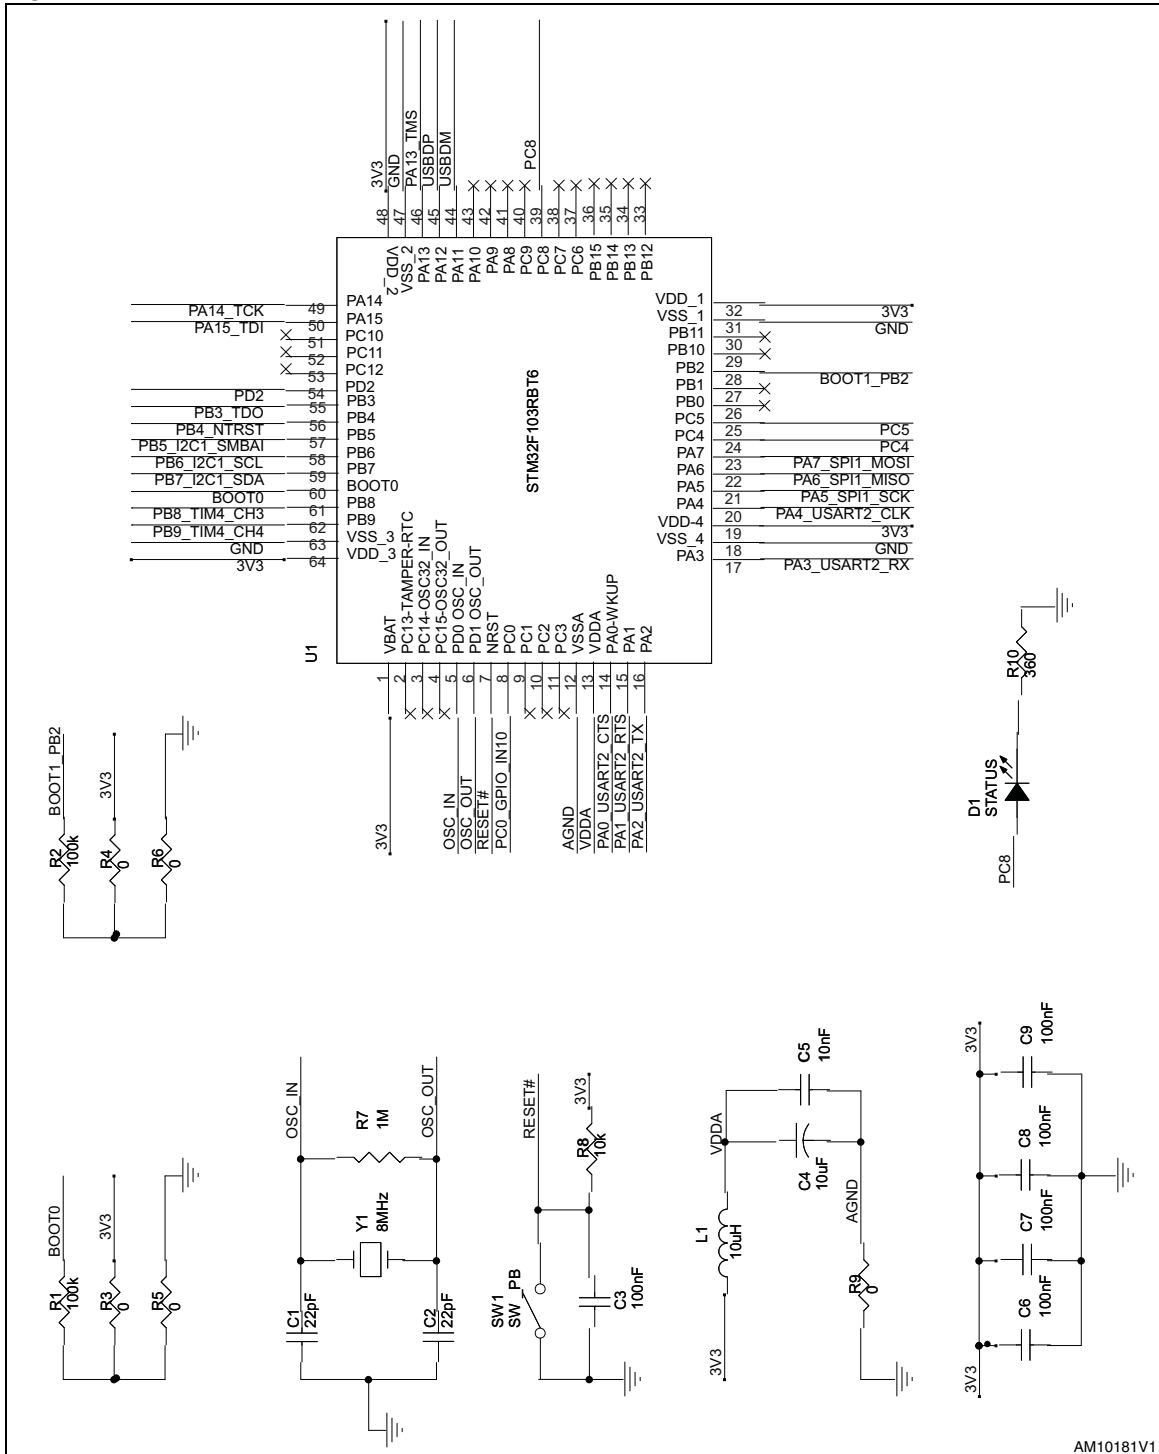 3V3
GND
PA13_TMS
USBDP
USBDM
PC8
48
47
46
45
44
43
42
41
40
39
38
37
36
35
34
33
VDD_2
VSS_2
PA13
PA12
PA11
PA10
PA9
PA8
PC9
PC8
PC7
PC6
PB15
PB14
PB13
PB12
PA14_TCK
PA15_TDI
PD2
PB3_TDO
PB4_NTRST
PB5_I2C1_SMBAI
PB6_I2C1_SCL
PB7_I2C1_SDA
BOOT0
PB8_TIM4_CH3
PB9_TIM4_CH4
GND
3V3
49
50
51
52
53
54
55
56
57
58
59
60
61
62
63
64
PA14
PA15
PC10
PC11
PC12
PD2
PB3
PB4
PB5
PB6
PB7
BOOT0
PB8
PB9
VSS_3
VDD_3
STM32F103RBT6
VDD_1
VSS_1
PB11
PB10
PB2
PB1
PB0
PC5
PC4
PA7
PA6
PA5
PA4
VDD-4
VSS_4
PA3
32
31
30
29
28
27
26
25
24
23
22
21
20
19
18
17
3V3
GND
BOOT1_PB2
PC5
PC4
PA7_SPI1_MOSI
PA6_SPI1_MISO
PA5_SPI1_SCK
PA4_USART2_CLK
3V3
GND
PA3_USART2_RX
U1
VBAT
PC13-TAMPER-RTC
PC14-OSC32_IN
PC15-OSC32_OUT
PD0 OSC_IN
PD1 OSC_OUT
NRST
PC0
PC1
PC2
PC3
VSSA
VDDA
PA0-WKUP
PA1
PA2
1
2
3
4
5
6
7
8
9
10
11
12
13
14
15
16
3V3
OSC_IN
OSC_OUT
RESET#
PC0_GPIO_IN10
AGND
VDDA
PA0_USART2_CTS
PA1_USART2_RTS
PA2_USART2_TX
R10
360
D1
STATUS
PC8
BOOT1_PB2
3V3
R2
100k
R4
0
R6
0
BOOT0
3V3
R1
100k
R3
0
R5
0
OSC_IN
OSC_OUT
R7
1M
Y1
8MHz
C1
22pF
C2
22pF
RESET#
3V3
R8
10k
SW1
SW_PB
C3
100nF
VDDA
C5
10nF
C4
10uF
AGND
L1
10uH
R9
0
3V3
3V3
C9
100nF
C8
100nF
C7
100nF
C6
100nF
3V3
AM10181V1